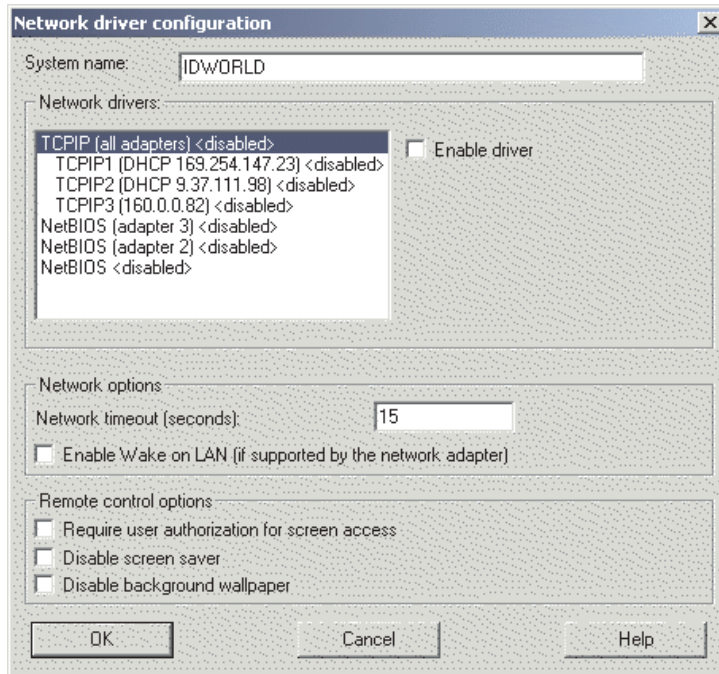 Network driver configuration
System name: IDWORLD
Network drivers:
TCPIP (all adapters) <disabled>
Enable driver
TCPIP1 (DHCP 169.254.147.23) <disabled>
TCPIP2 (DHCP 9.37.111.98) <disabled>
TCPIP3 (160.0.0.82) <disabled>
NetBIOS (adapter 3) <disabled>
NetBIOS (adapter 2) <disabled>
NetBIOS <disabled>
Network options
Network timeout (seconds): 15
Enable Wake on LAN (if supported by the network adapter)
Remote control options
Require user authorization for screen access
Disable screen saver
Disable background wallpaper
OK Cancel Help